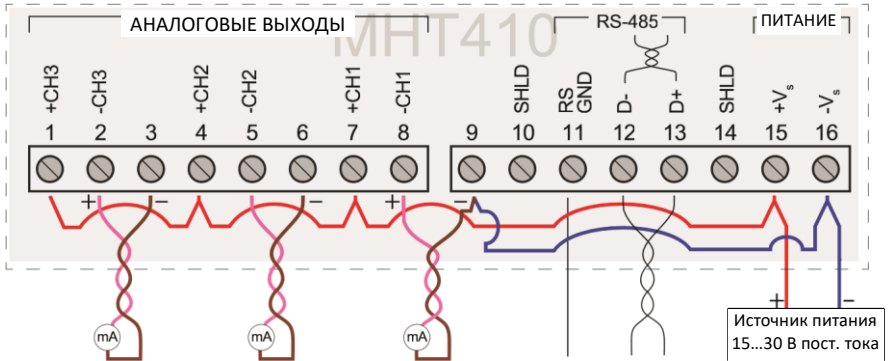 АНАЛОГОВЫЕ ВЫХОДЫ
RS-485
ПИТАНИЕ
MHT410
+CH3
-CH3
+CH2
-CH2
+CH1
-CH1
SHLD
RS
GND
D-
D+
SHLD
+Vs
-Vs
1 2 3 4 5 6 7 8 9 10 11 12 13 14 15 16
+ − + − + −
mA mA mA
+ −
Источник питания
15...30 В пост. тока